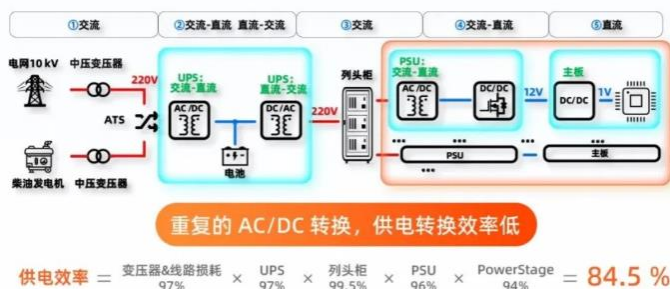 ①交流
②交流-直流 直流-交流
③交流
④交流-直流
⑤直流
电网10 kV
中压变压器
220V
ATS
柴油发电机
中压变压器
UPS:
交流-直流
AC/DC
UPS:
直流-交流
DC/AC
电池
220V
列头柜
PSU:
交流-直流
AC/DC
DC/DC
12V
主板
DC/DC
1V
PSU
主板
重复的 AC/DC 转换，供电转换效率低
供电效率 = 变压器&线路损耗 × UPS × 列头柜 × PSU × PowerStage = 84.5 %
97% 97% 99.5% 96% 94%